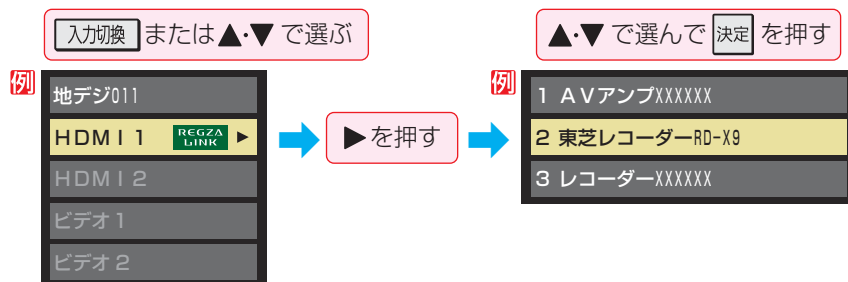 入力切換 または▲・▼ で選ぶ
例
地デジ011
HDMI1 REGZA LINK ▶
HDMI2
ビデオ1
ビデオ2
▶を押す
▲・▼ で選んで 決定 を押す
例
1 AVアンプXXXXXX
2 東芝レコーダーRD-X9
3 レコーダーXXXXXX